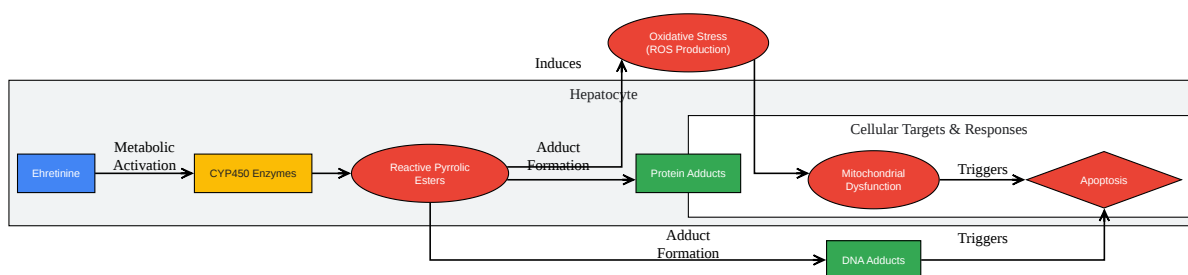 Oxidative Stress
(ROS Production)
Induces
Hepatocyte
Cellular Targets & Responses
Metabolic
Activation
Adduct
Formation
Ehretinine
CYP450 Enzymes
Reactive Pyrrolic
Esters
Protein Adducts
Mitochondrial
Dysfunction
Triggers
Apoptosis
Adduct
Formation
DNA Adducts
Triggers